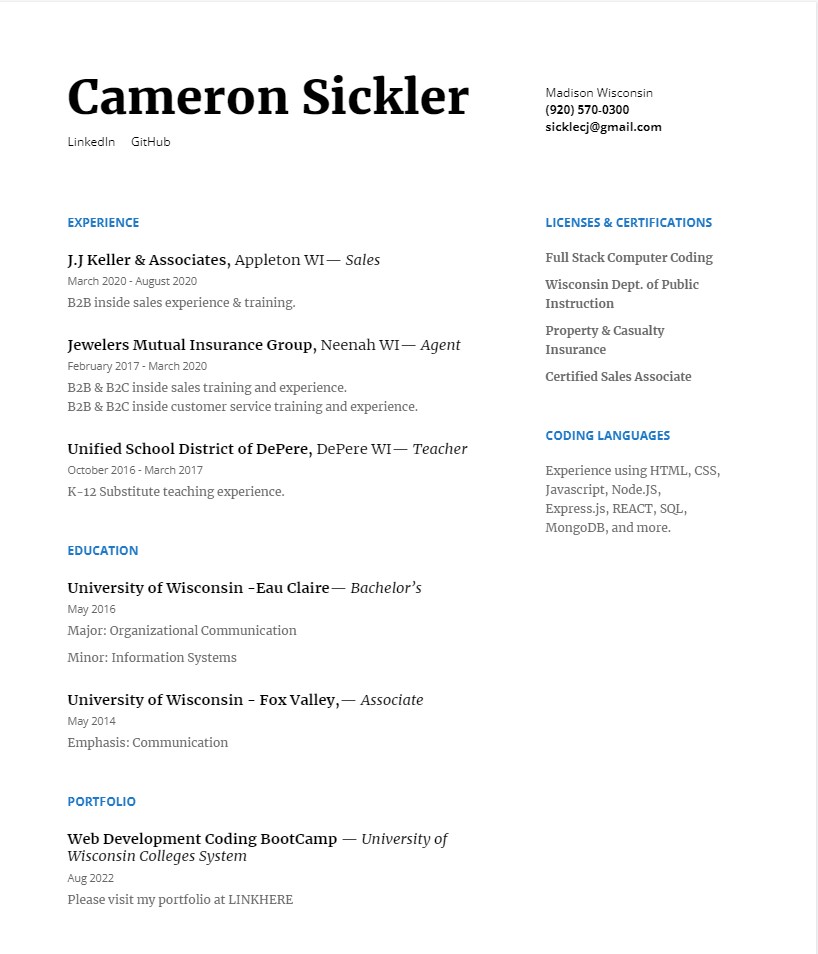 Cameron Sickler
LinkedIn GitHub
Madison Wisconsin
(920) 570-0300
sicklecj@gmail.com
EXPERIENCE
J.J Keller & Associates, Appleton WI— Sales
March 2020 - August 2020
B2B inside sales experience & training.
Jewelers Mutual Insurance Group, Neenah WI— Agent
February 2017 - March 2020
B2B & B2C inside sales training and experience.
B2B & B2C inside customer service training and experience.
Unified School District of DePere, DePere WI— Teacher
October 2016 - March 2017
K-12 Substitute teaching experience.
EDUCATION
University of Wisconsin -Eau Claire— Bachelor’s
May 2016
Major: Organizational Communication
Minor: Information Systems
University of Wisconsin - Fox Valley,— Associate
May 2014
Emphasis: Communication
PORTFOLIO
Web Development Coding BootCamp — University of
Wisconsin Colleges System
Aug 2022
Please visit my portfolio at LINKHERE
LICENSES & CERTIFICATIONS
Full Stack Computer Coding
Wisconsin Dept. of Public
Instruction
Property & Casualty
Insurance
Certified Sales Associate
CODING LANGUAGES
Experience using HTML, CSS,
Javascript, Node.JS,
Express.js, REACT, SQL,
MongoDB, and more.